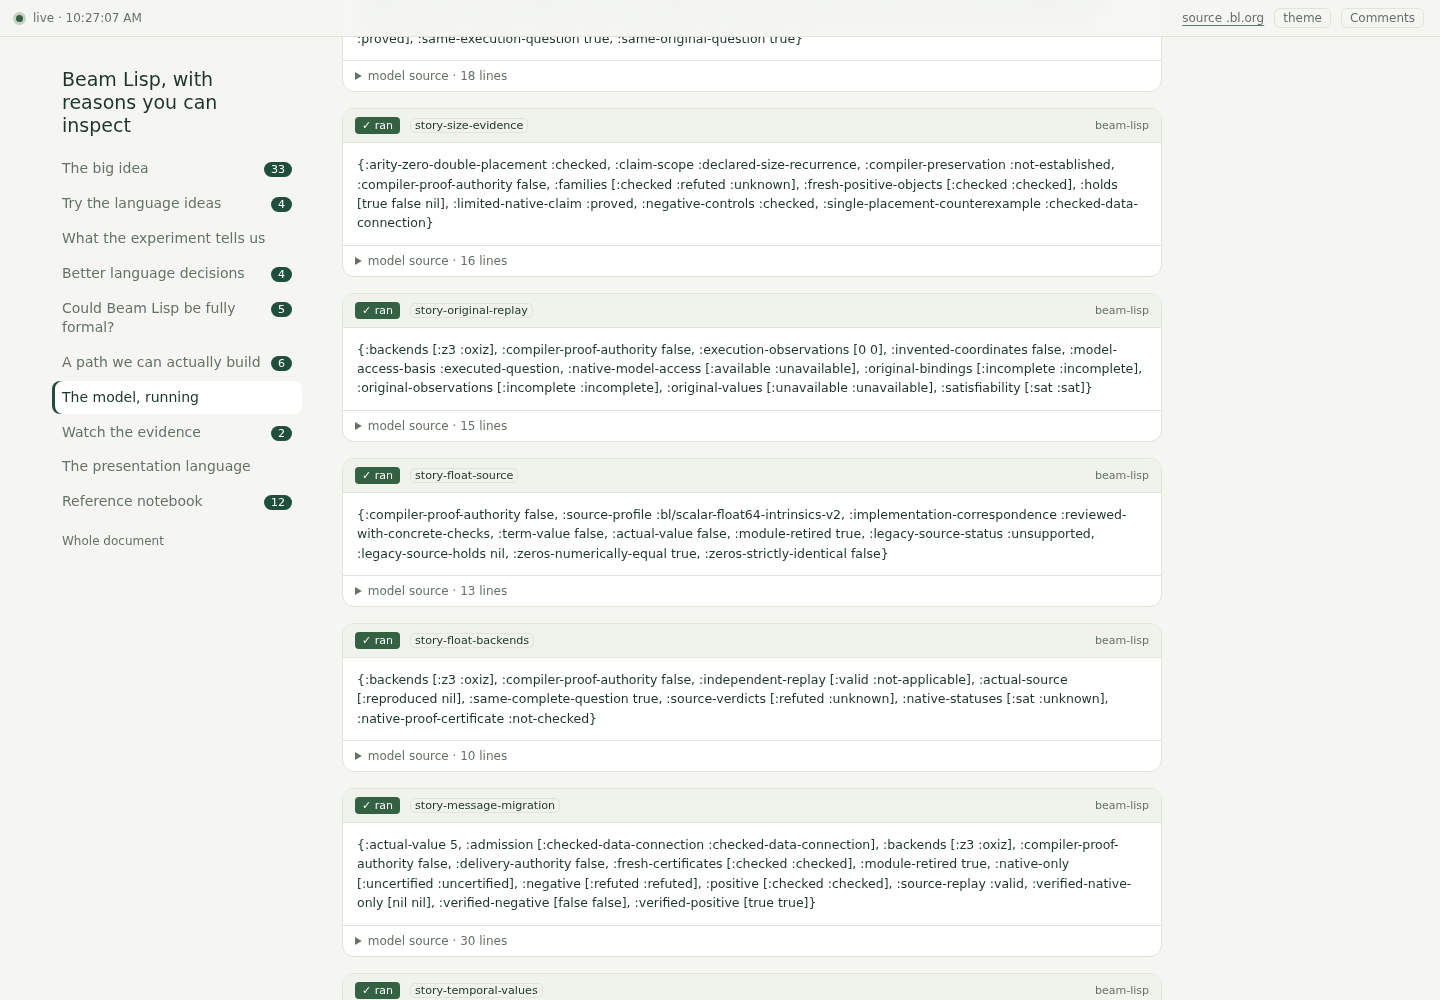 live · 10:27:07 AM
source .bl.org
theme
Comments
Beam Lisp, with
reasons you can
inspect
The big idea 33
Try the language ideas 4
What the experiment tells us
Better language decisions 4
Could Beam Lisp be fully
formal? 5
A path we can actually build 6
The model, running
Watch the evidence 2
The presentation language
Reference notebook 12
Whole document
:proved], :same-execution-question true, :same-original-question true}
▶ model source · 18 lines
✓ ran story-size-evidence beam-lisp
{:arity-zero-double-placement :checked, :claim-scope :declared-size-recurrence, :compiler-preservation :not-established,
:compiler-proof-authority false, :families [:checked :refuted :unknown], :fresh-positive-objects [:checked :checked], :holds
[true false nil], :limited-native-claim :proved, :negative-controls :checked, :single-placement-counterexample :checked-data-
connection}
▶ model source · 16 lines
✓ ran story-original-replay beam-lisp
{:backends [:z3 :oxiz], :compiler-proof-authority false, :execution-observations [0 0], :invented-coordinates false, :model-
access-basis :executed-question, :native-model-access [:available :unavailable], :original-bindings [:incomplete :incomplete],
:original-observations [:incomplete :incomplete], :original-values [:unavailable :unavailable], :satisfiability [:sat :sat]}
▶ model source · 15 lines
✓ ran story-float-source beam-lisp
{:compiler-proof-authority false, :source-profile :bl/scalar-float64-intrinsics-v2, :implementation-correspondence :reviewed-
with-concrete-checks, :term-value false, :actual-value false, :module-retired true, :legacy-source-status :unsupported,
:legacy-source-holds nil, :zeros-numerically-equal true, :zeros-strictly-identical false}
▶ model source · 13 lines
✓ ran story-float-backends beam-lisp
{:backends [:z3 :oxiz], :compiler-proof-authority false, :independent-replay [:valid :not-applicable], :actual-source
[:reproduced nil], :same-complete-question true, :source-verdicts [:refuted :unknown], :native-statuses [:sat :unknown],
:native-proof-certificate :not-checked}
▶ model source · 10 lines
✓ ran story-message-migration beam-lisp
{:actual-value 5, :admission [:checked-data-connection :checked-data-connection], :backends [:z3 :oxiz], :compiler-proof-
authority false, :delivery-authority false, :fresh-certificates [:checked :checked], :module-retired true, :native-only
[:uncertified :uncertified], :negative [:refuted :refuted], :positive [:checked :checked], :source-replay :valid, :verified-native-
only [nil nil], :verified-negative [false false], :verified-positive [true true]}
▶ model source · 30 lines
✓ ran story-temporal-values beam-lisp